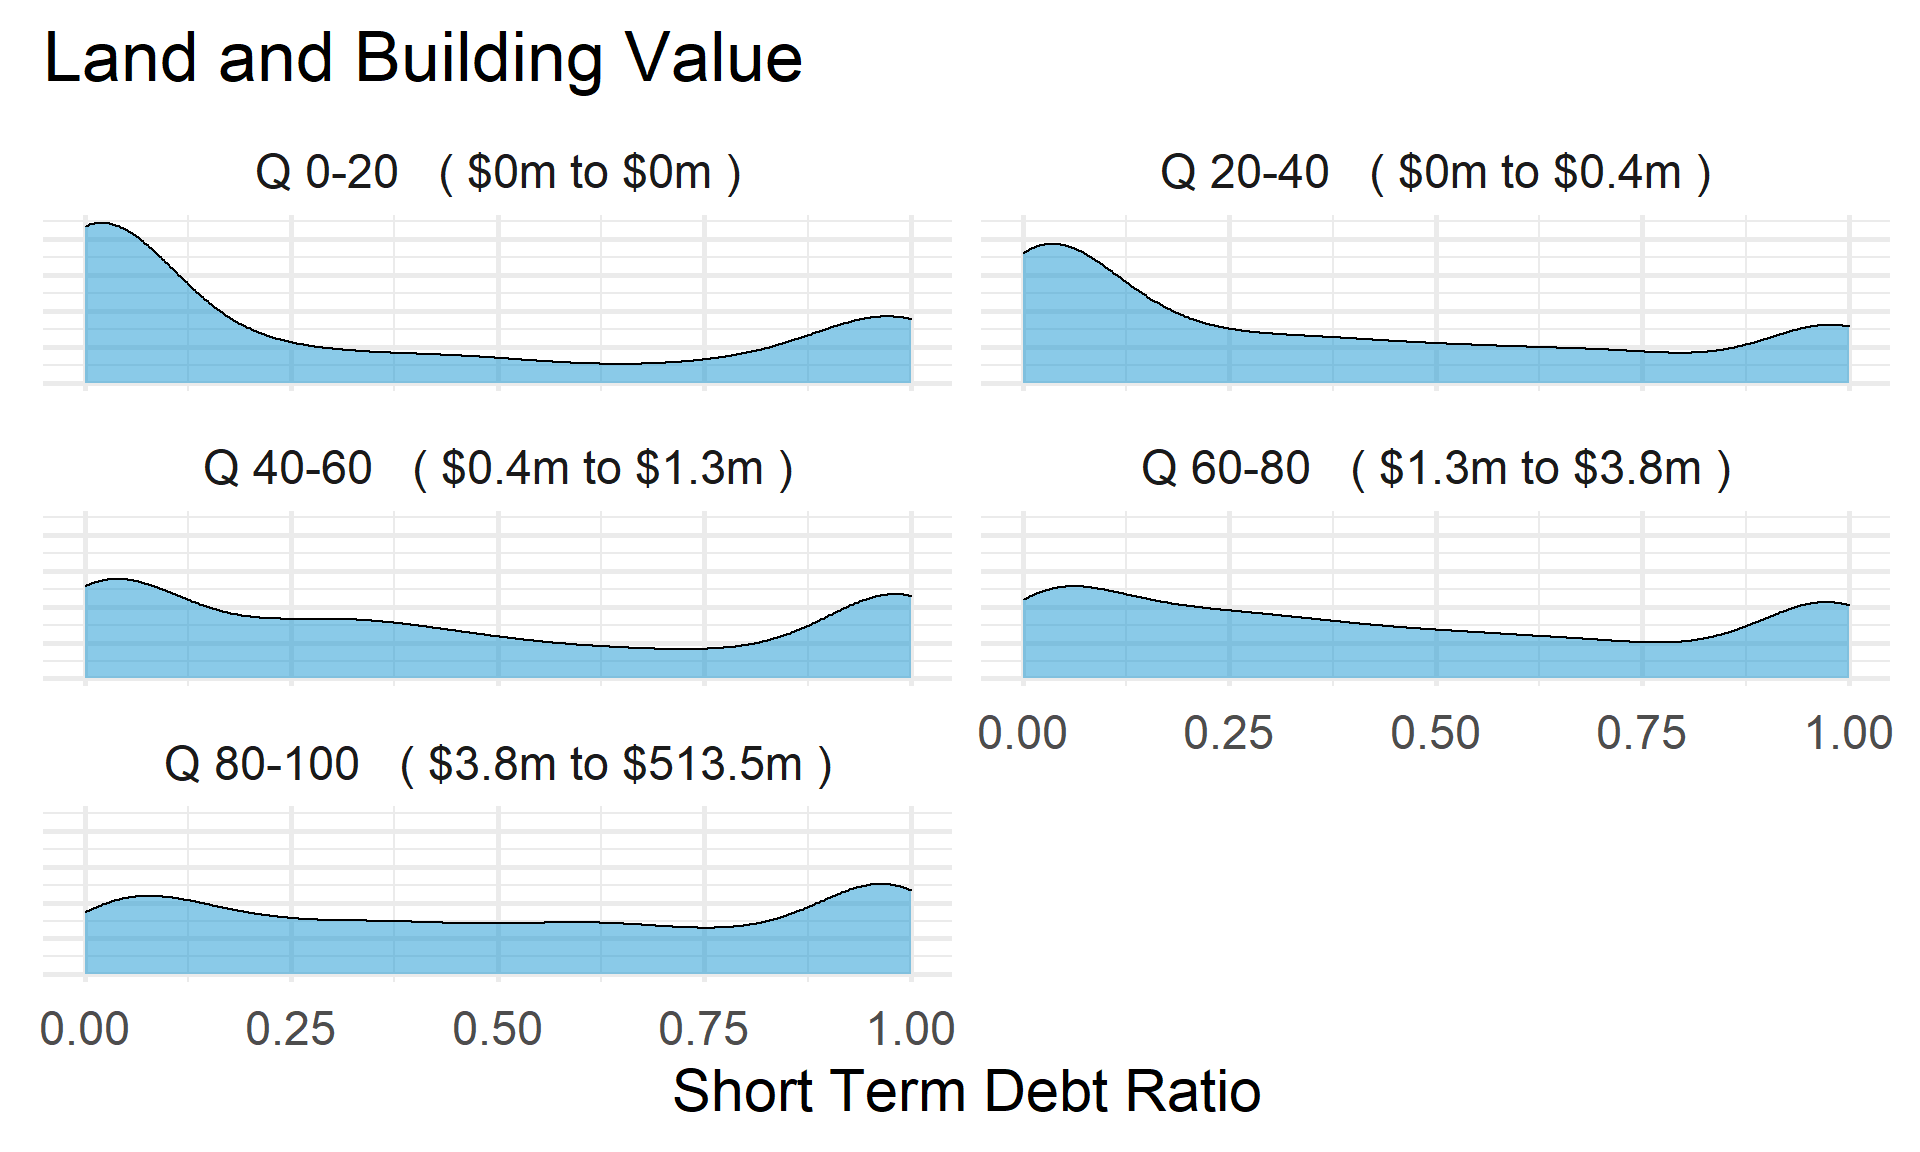 Land and Building Value
Q 0-20 ( $0m to $0m )
Q 20-40 ( $0m to $0.4m )
Q 40-60 ( $0.4m to $1.3m )
Q 60-80 ( $1.3m to $3.8m )
0.00 0.25 0.50 0.75 1.00
Q 80-100 ( $3.8m to $513.5m )
0.00 0.25 0.50 0.75 1.00
Short Term Debt Ratio